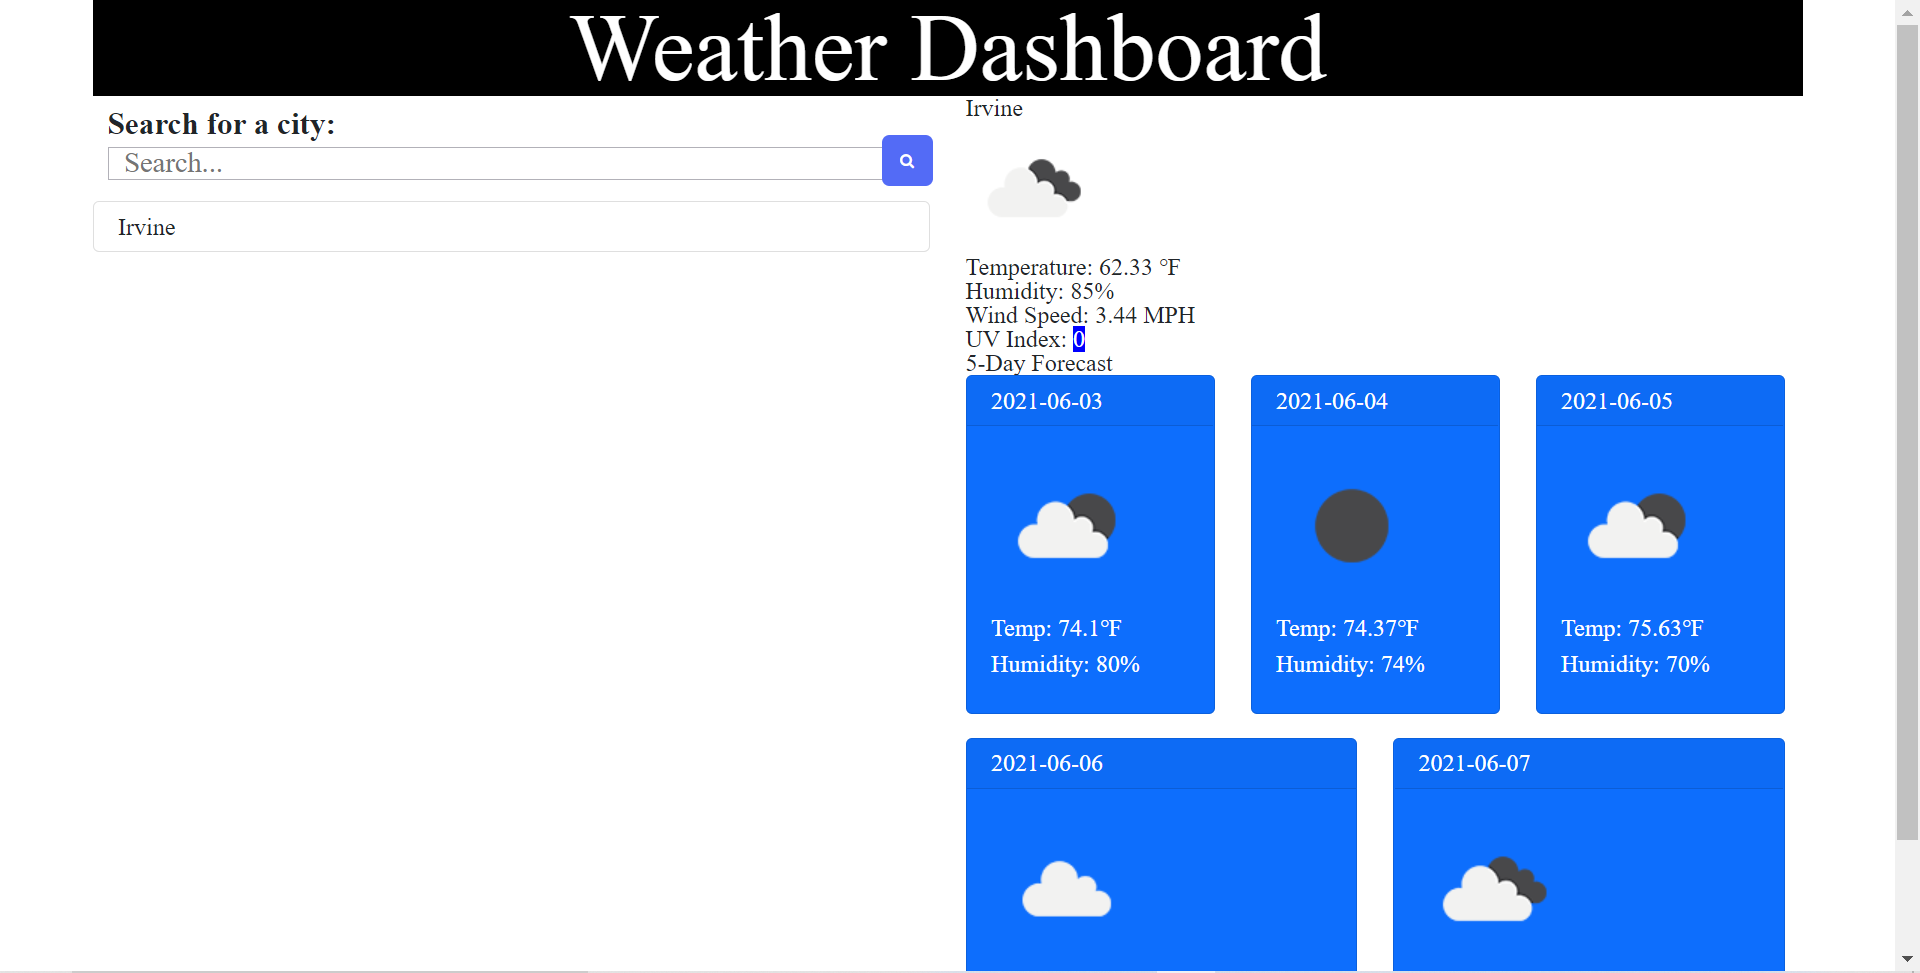 Weather Dashboard
Search for a city:
Search...
Irvine
Irvine
Temperature: 62.33 °F
Humidity: 85%
Wind Speed: 3.44 MPH
UV Index: 0
5-Day Forecast
2021-06-03
Temp: 74.1°F
Humidity: 80%
2021-06-04
Temp: 74.37°F
Humidity: 74%
2021-06-05
Temp: 75.63°F
Humidity: 70%
2021-06-06
2021-06-07